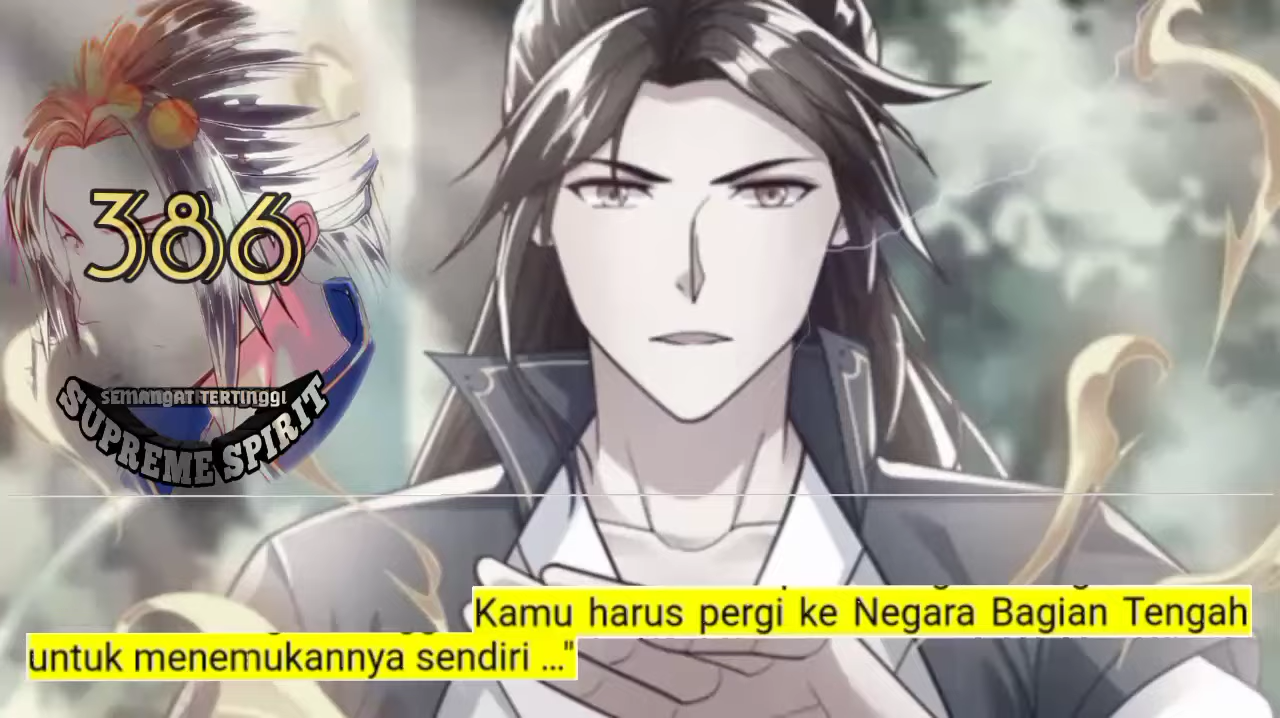 386
SEMANGAT TERTINGGI
SUPREME SPIRIT
Kamu harus pergi ke Negara Bagian Tengah
untuk menemukannya sendiri ..."